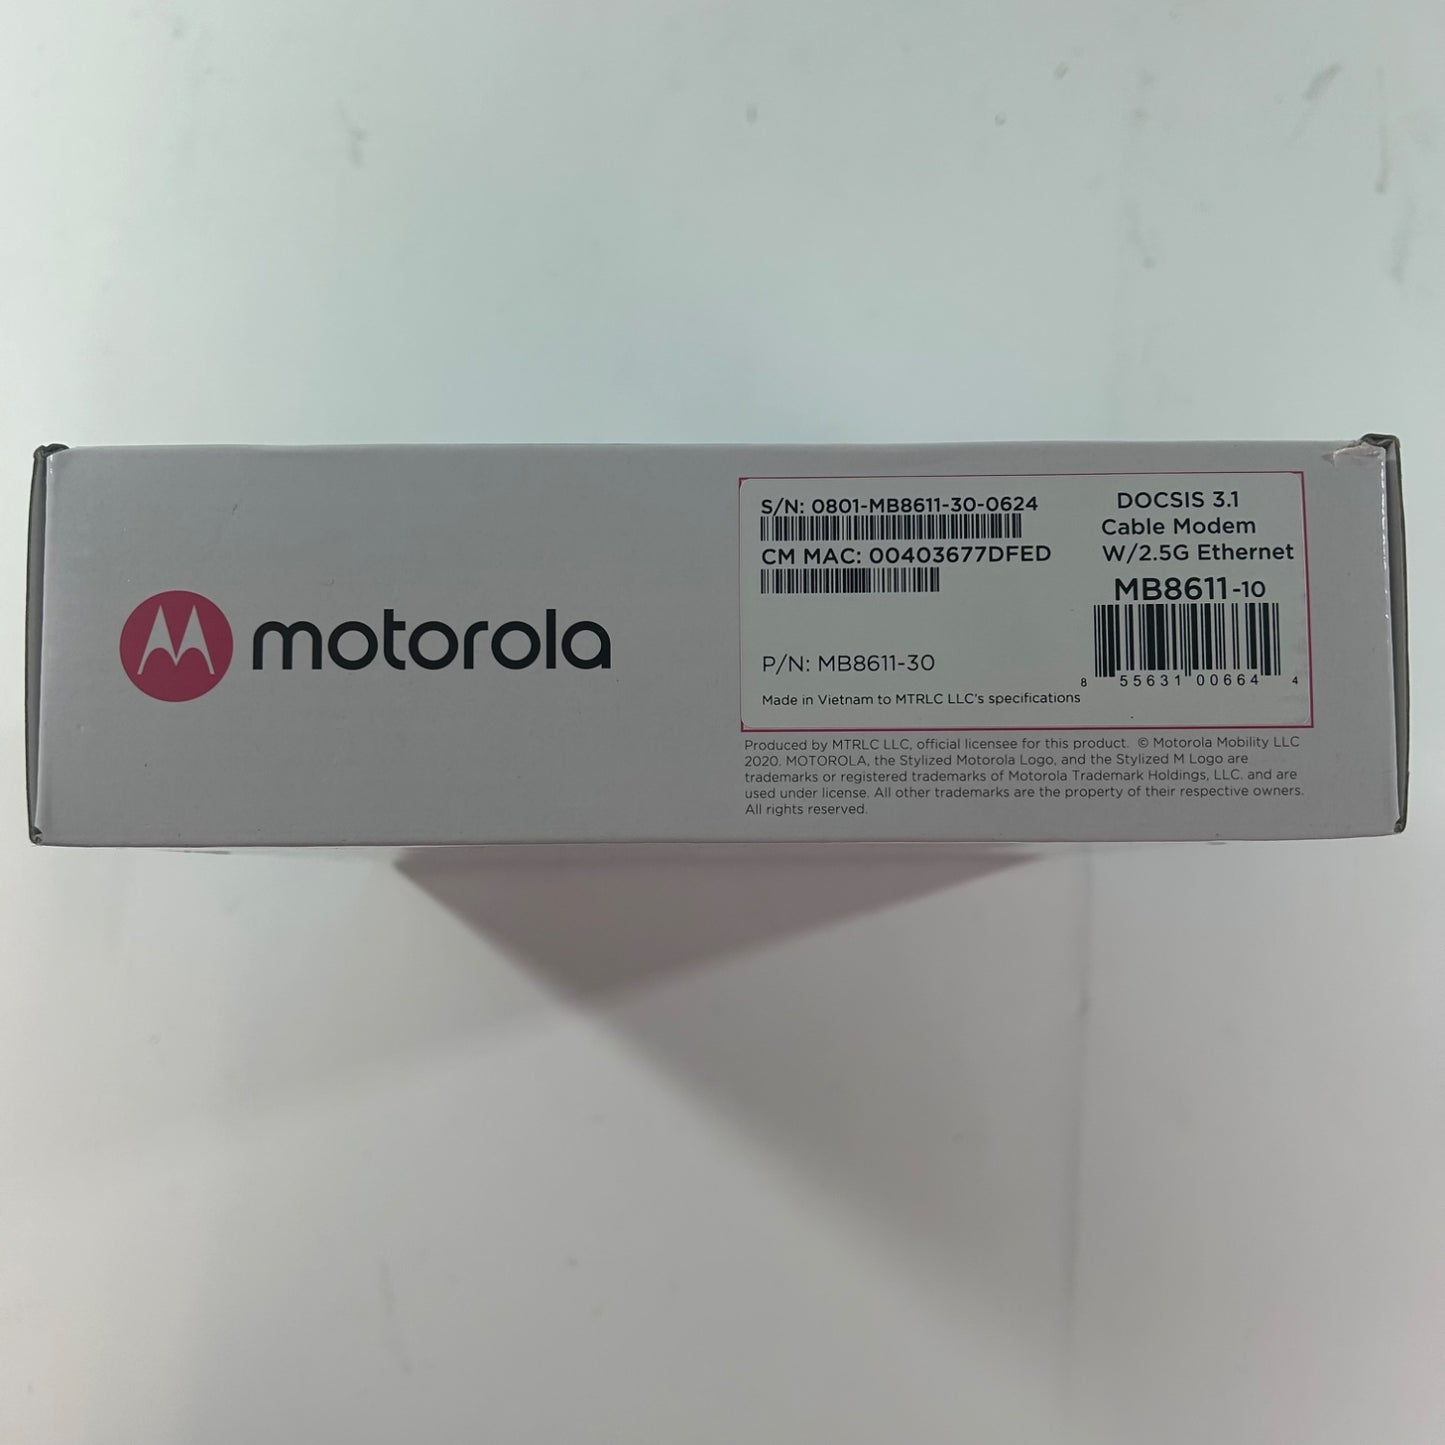 motorola
S/N: 0801-MB8611-30-0624
CM MAC: 00403677DFED
P/N: MB8611-30
Made in Vietnam to MTRLC LLC's specifications
DOCSIS 3.1
Cable Modem
W/2.5G Ethernet
MB8611-10
8 55631 00664 4
Produced by MTRLC LLC, official licensee for this product. © Motorola Mobility LLC
2020. MOTOROLA, the Stylized Motorola Logo, and the Stylized M Logo are
trademarks or registered trademarks of Motorola Trademark Holdings, LLC. and are
used under license. All other trademarks are the property of their respective owners.
All rights reserved.